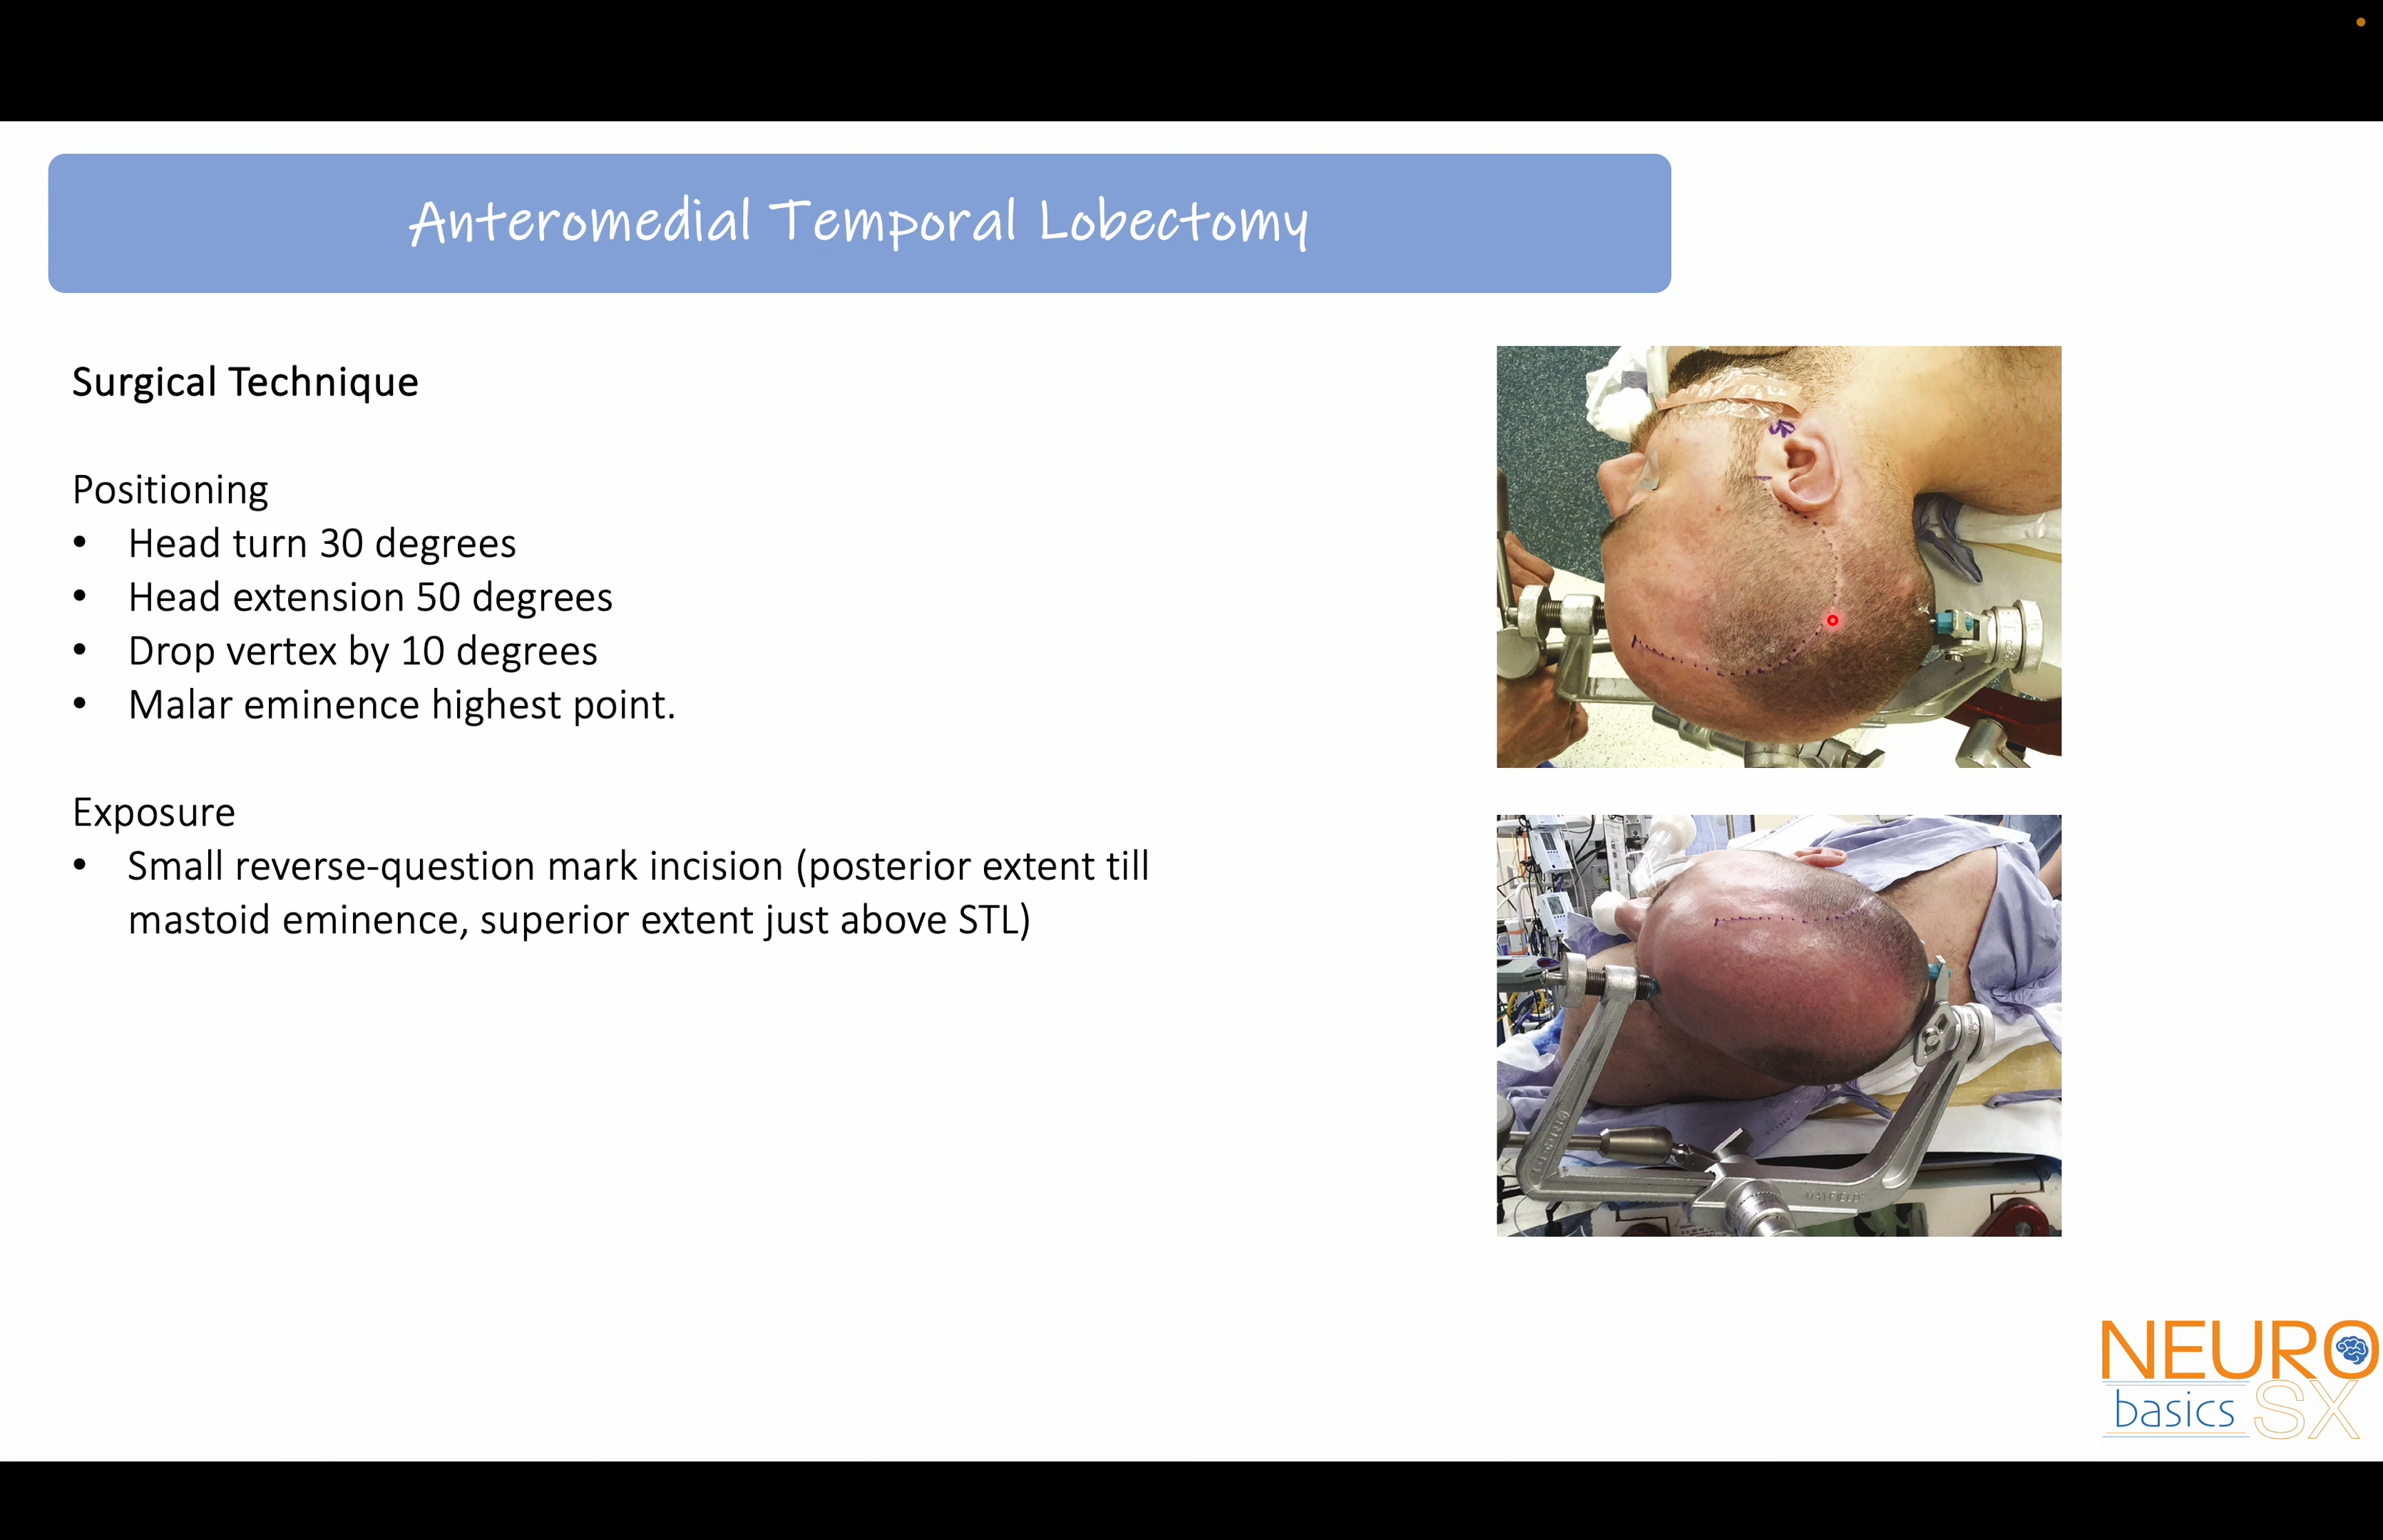 Anteromedial Temporal Lobectomy
Surgical Technique
Positioning
• Head turn 30 degrees
• Head extension 50 degrees
• Drop vertex by 10 degrees
• Malar eminence highest point.
Exposure
• Small reverse-question mark incision (posterior extent till
mastoid eminence, superior extent just above STL)
MAYFIELD
NEURO
basics SX